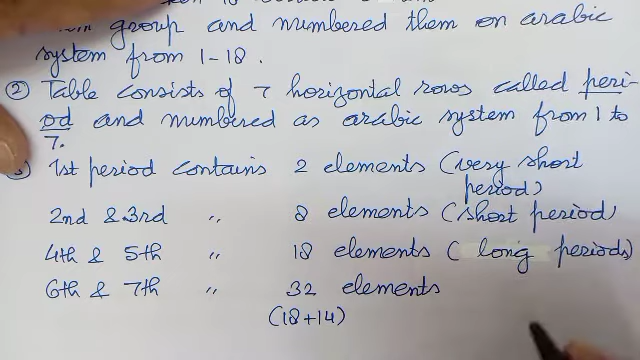 group and numbered them on arabic
system from 1-18.
② Table consists of 7 horizontal rows called peri-
od and numbered as arabic system from 1 to
7.
1st period contains 2 elements (very short
period)
2nd & 3rd " 8 elements (short period)
4th & 5th " 18 elements (long periods)
6th & 7th " 32 elements
(18+14)